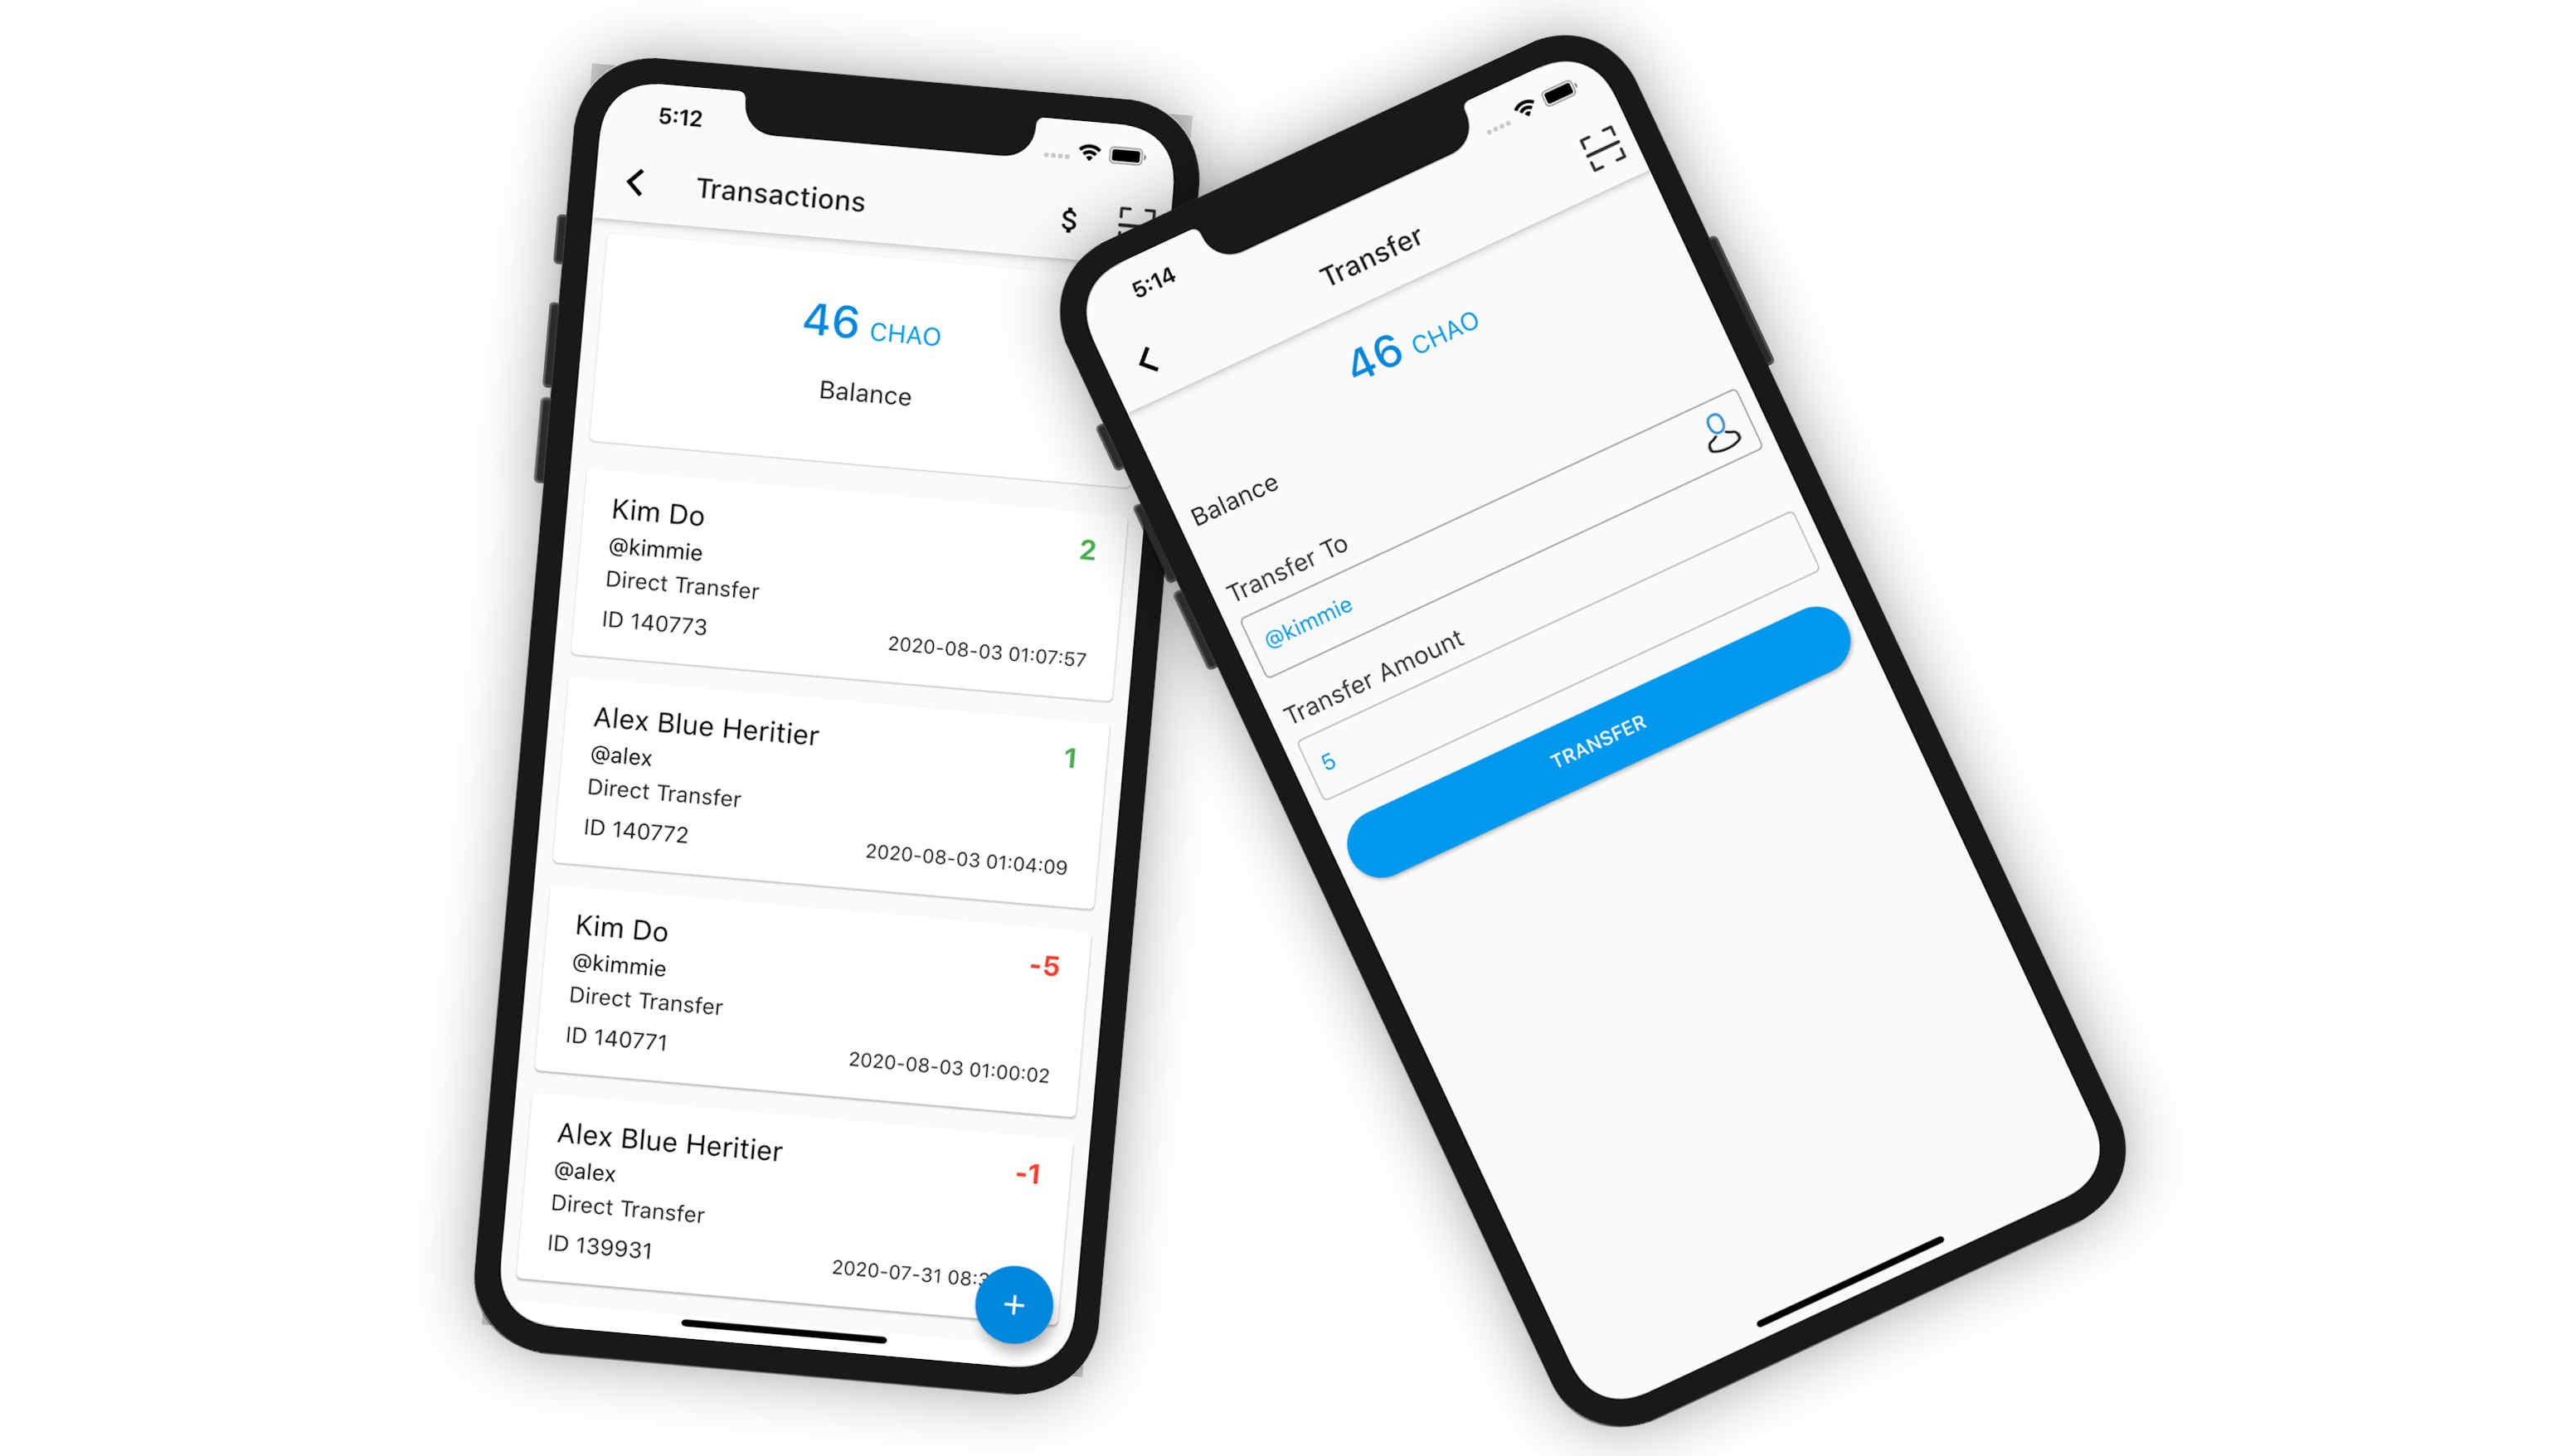 5:12
Transactions
$
46 CHAO
Balance
Kim Do
2
@kimmie
Direct Transfer
ID 140773
2020-08-03 01:07:57
Alex Blue Heritier
1
@alex
Direct Transfer
ID 140772
2020-08-03 01:04:09
Kim Do
-5
@kimmie
Direct Transfer
ID 140771
2020-08-03 01:00:02
Alex Blue Heritier
-1
@alex
Direct Transfer
ID 139931
2020-07-31
+
5:14
Transfer
46 CHAO
Balance
Transfer To
@kimmie
Transfer Amount
5
TRANSFER